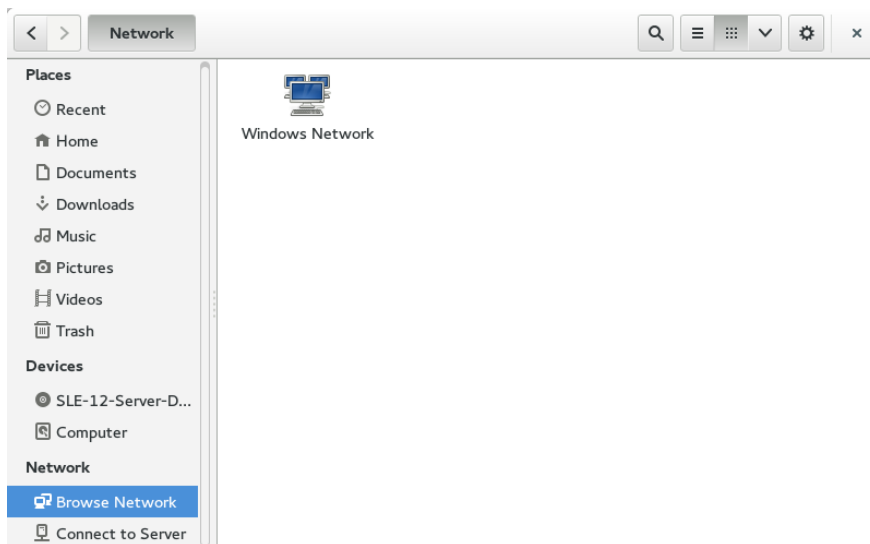 Network
Places
Recent
Home
Documents
Downloads
Music
Pictures
Videos
Trash
Devices
SLE-12-Server-D...
Computer
Network
Browse Network
Connect to Server
Windows Network